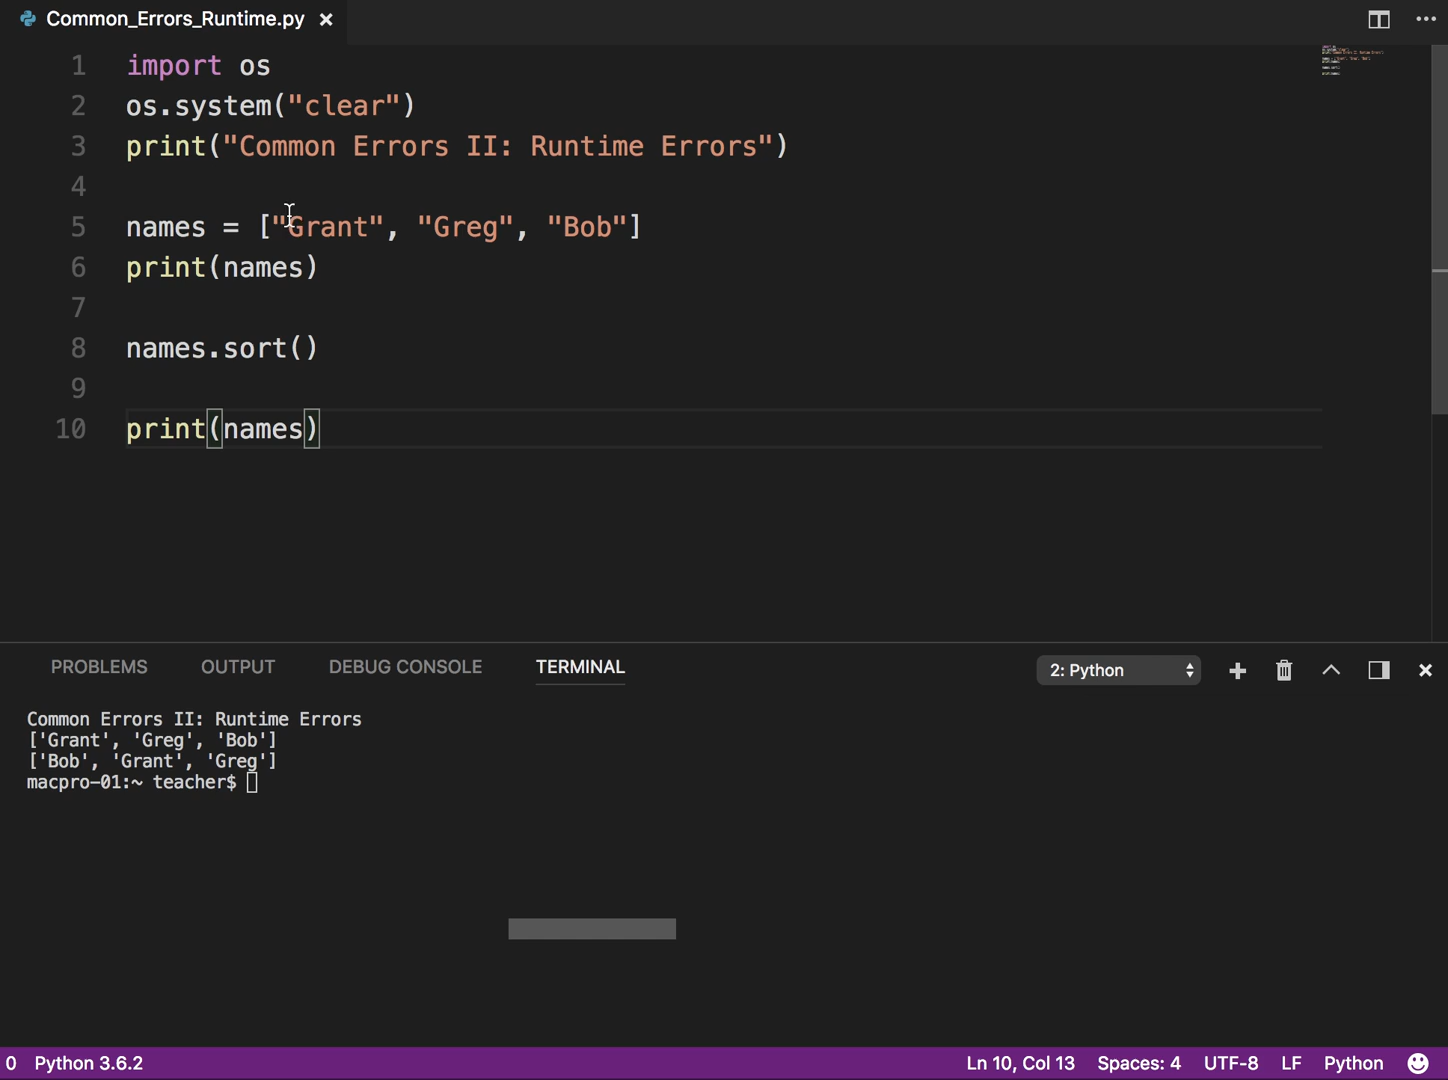 Common_Errors_Runtime.py
1 import os
2 os.system("clear")
3 print("Common Errors II: Runtime Errors")
4
5 names = ["Grant", "Greg", "Bob"]
6 print(names)
7
8 names.sort()
9
10 print(names)
PROBLEMS OUTPUT DEBUG CONSOLE TERMINAL 2: Python
Common Errors II: Runtime Errors
['Grant', 'Greg', 'Bob']
['Bob', 'Grant', 'Greg']
macpro-01:~ teacher$
0 Python 3.6.2 Ln 10, Col 13 Spaces: 4 UTF-8 LF Python